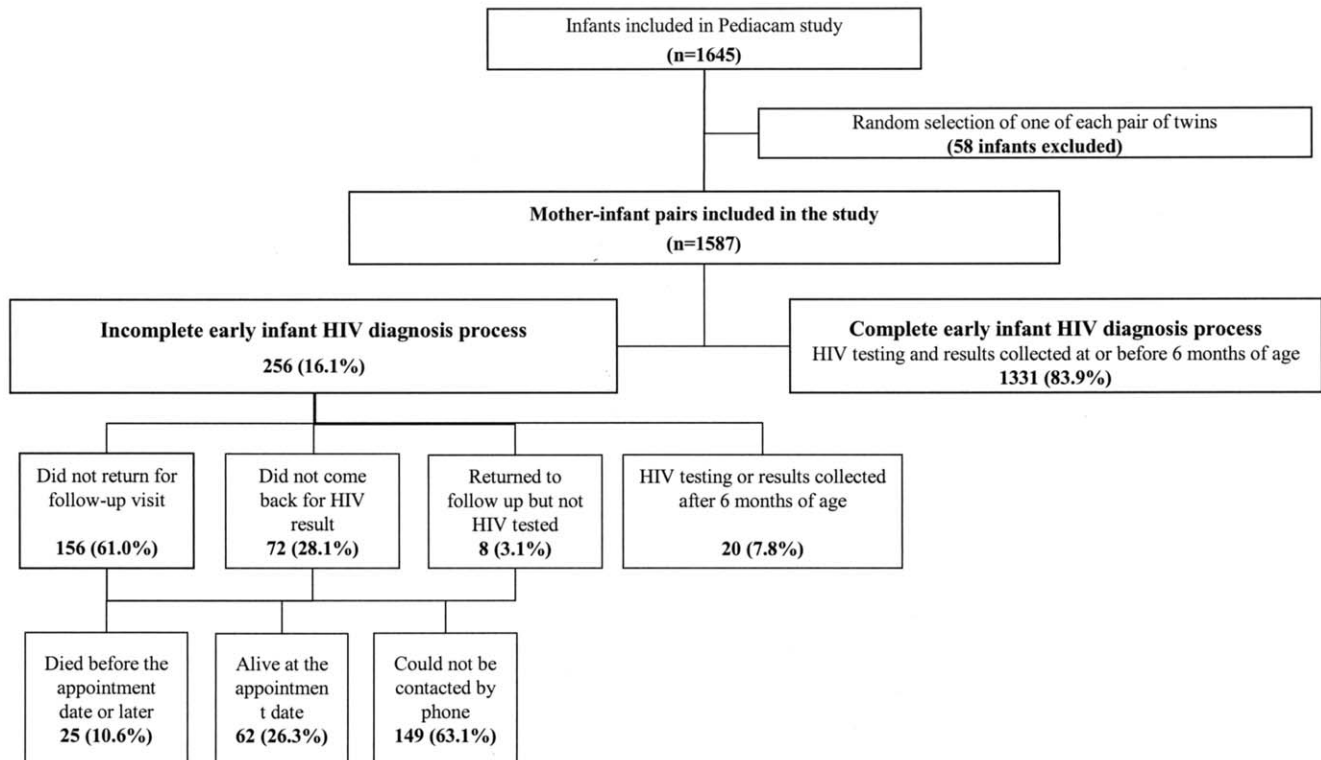 Infants included in Pediacam study
(n=1645)
Random selection of one of each pair of twins
(58 infants excluded)
Mother-infant pairs included in the study
(n=1587)
Incomplete early infant HIV diagnosis process
256 (16.1%)
Complete early infant HIV diagnosis process
HIV testing and results collected at or before 6 months of age
1331 (83.9%)
Did not return for
follow-up visit
156 (61.0%)
Did not come
back for HIV
result
72 (28.1%)
Returned to
follow up but not
HIV tested
8 (3.1%)
HIV testing or results collected
after 6 months of age
20 (7.8%)
Died before the
appointment
date or later
25 (10.6%)
Alive at the
appointmen
t date
62 (26.3%)
Could not be
contacted by
phone
149 (63.1%)